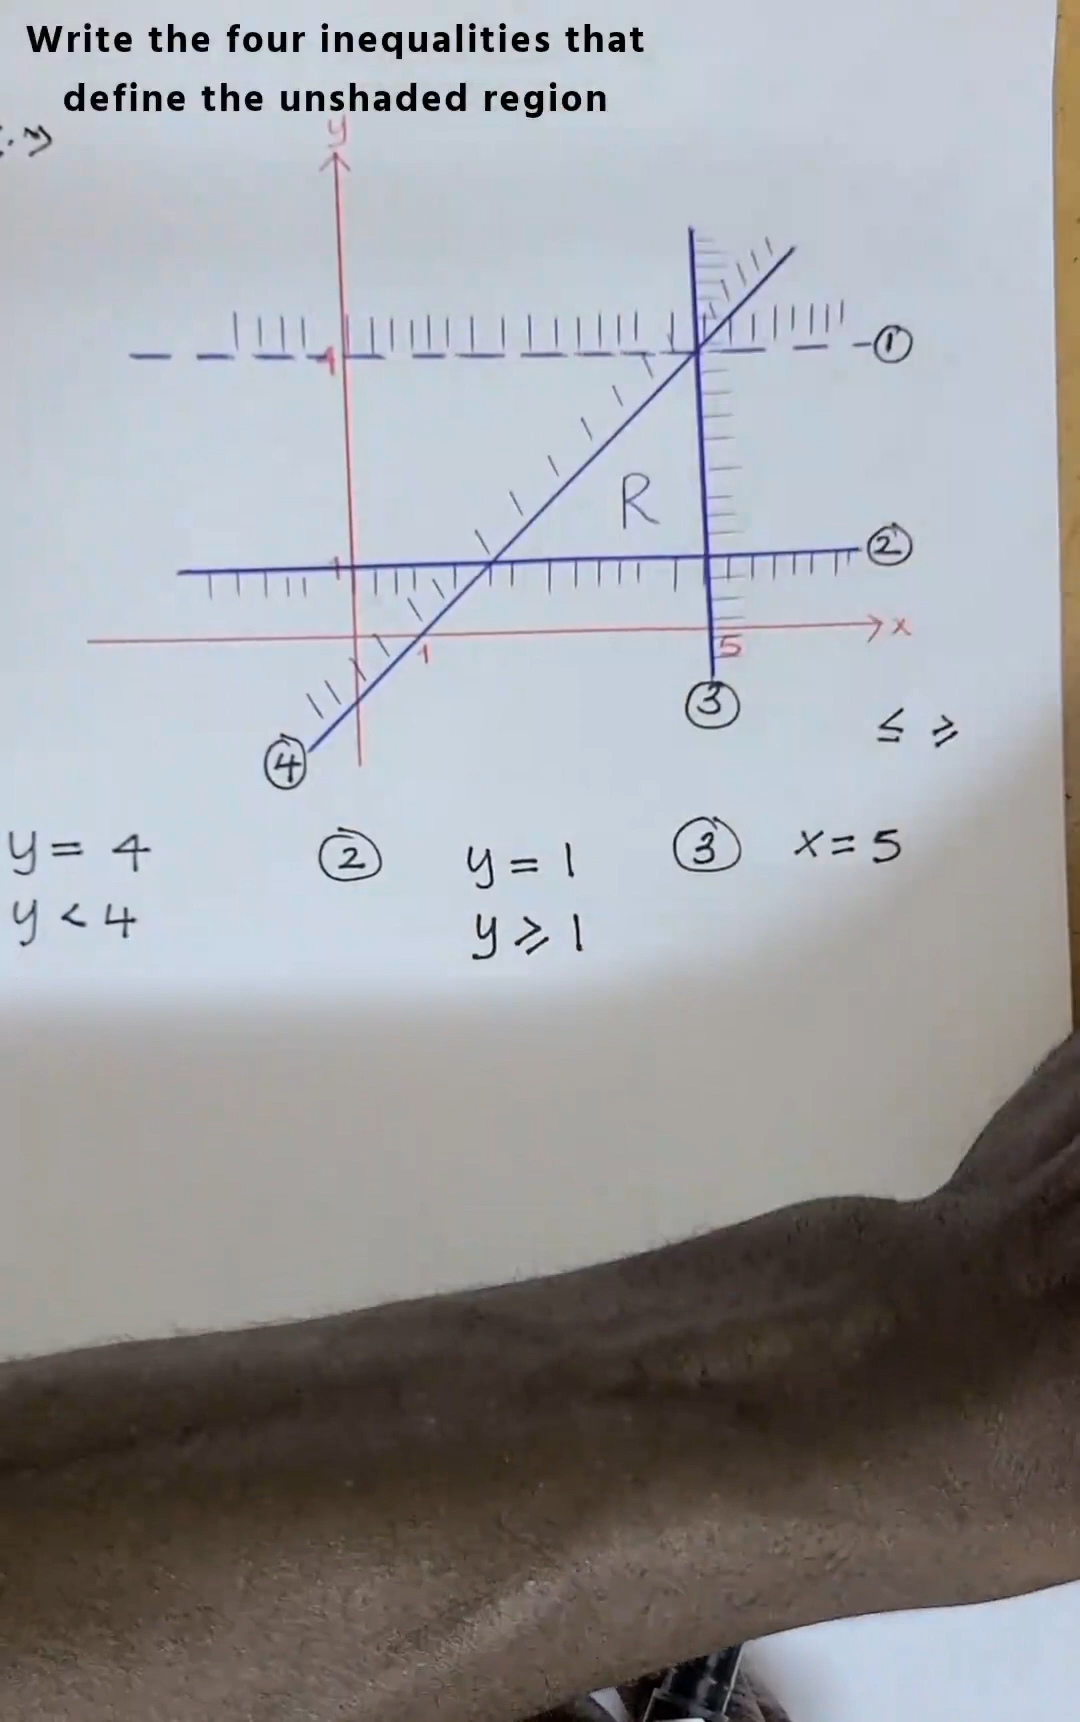 Write the four inequalities that
define the unshaded region
y
4
①
R
1
②
x
1
5
③
④
≤ ≥
y = 4 ② y = 1 ③ x = 5
y < 4 y ≥ 1